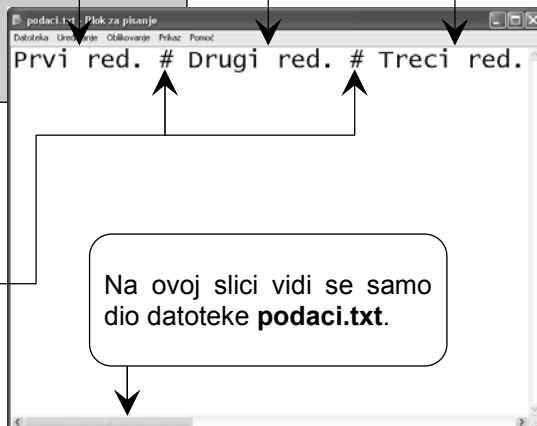 podaci.txt - Blok za pisanje
Datoteka Uređivanje Oblikovanje Prikaz Pomoć
Prvi red. # Drugi red. # Treci red.
Na ovoj slici vidi se samo
dio datoteke podaci.txt.